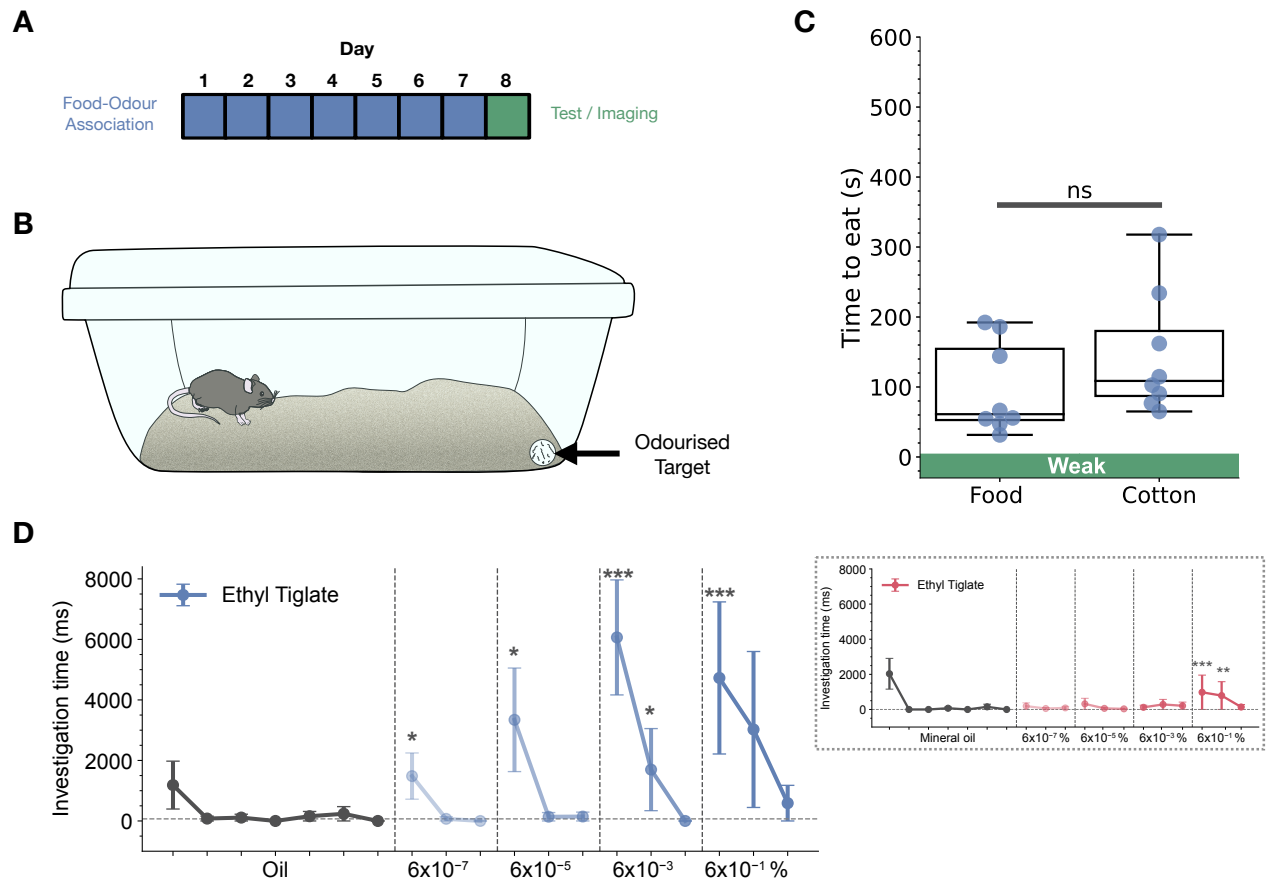 A
Day
1 2 3 4 5 6 7 8
Food-Odour
Association
Test / Imaging
B
Odourised
Target
C
Time to eat (s)
600
500
400
300
200
100
0
ns
Weak
Food Cotton
D
Investigation time (ms)
8000
6000
4000
2000
0
Ethyl Tiglate
*
*
***
*
***
Oil 6x10⁻⁷ 6x10⁻⁵ 6x10⁻³ 6x10⁻¹ %
Investigation time (ms)
8000
6000
4000
2000
0
Ethyl Tiglate
***
**
Mineral oil 6x10⁻⁷ % 6x10⁻⁵ % 6x10⁻³ % 6x10⁻¹ %